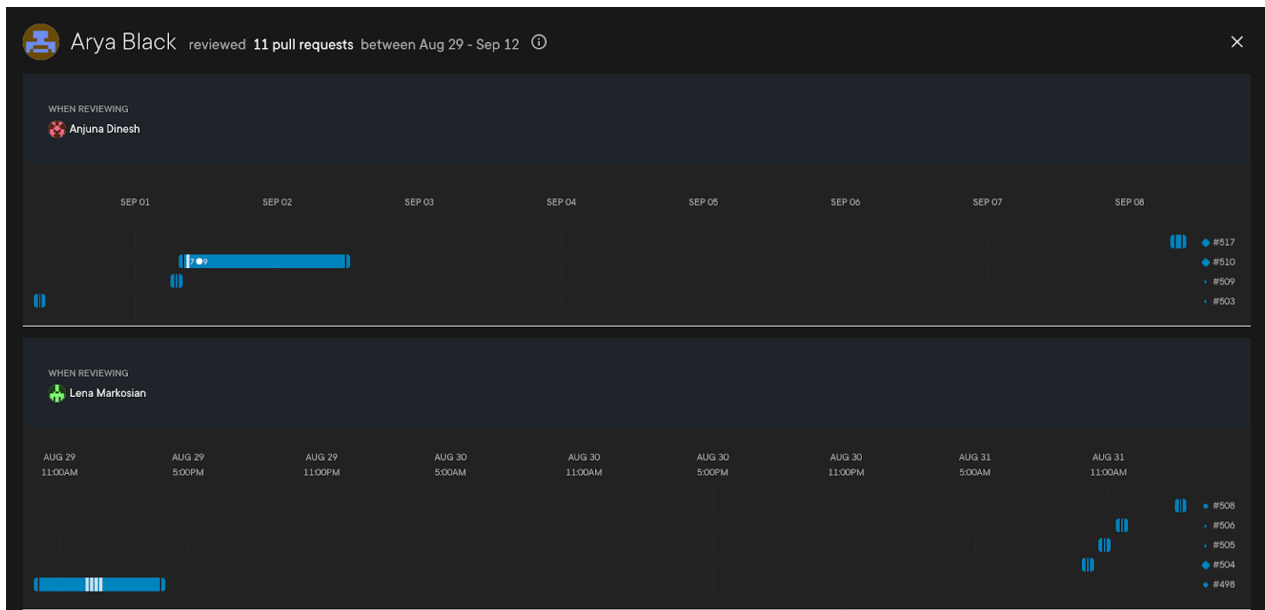 Arya Black reviewed 11 pull requests between Aug 29 - Sep 12
WHEN REVIEWING
Anjuna Dinesh
SEP 01 SEP 02 SEP 03 SEP 04 SEP 05 SEP 06 SEP 07 SEP 08
#517
7 9 #510
#509
#503
WHEN REVIEWING
Lena Markosian
AUG 29 AUG 29 AUG 29 AUG 30 AUG 30 AUG 30 AUG 30 AUG 31 AUG 31
11:00AM 5:00PM 11:00PM 5:00AM 11:00AM 5:00PM 11:00PM 5:00AM 11:00AM
#508
#506
#505
#504
#498